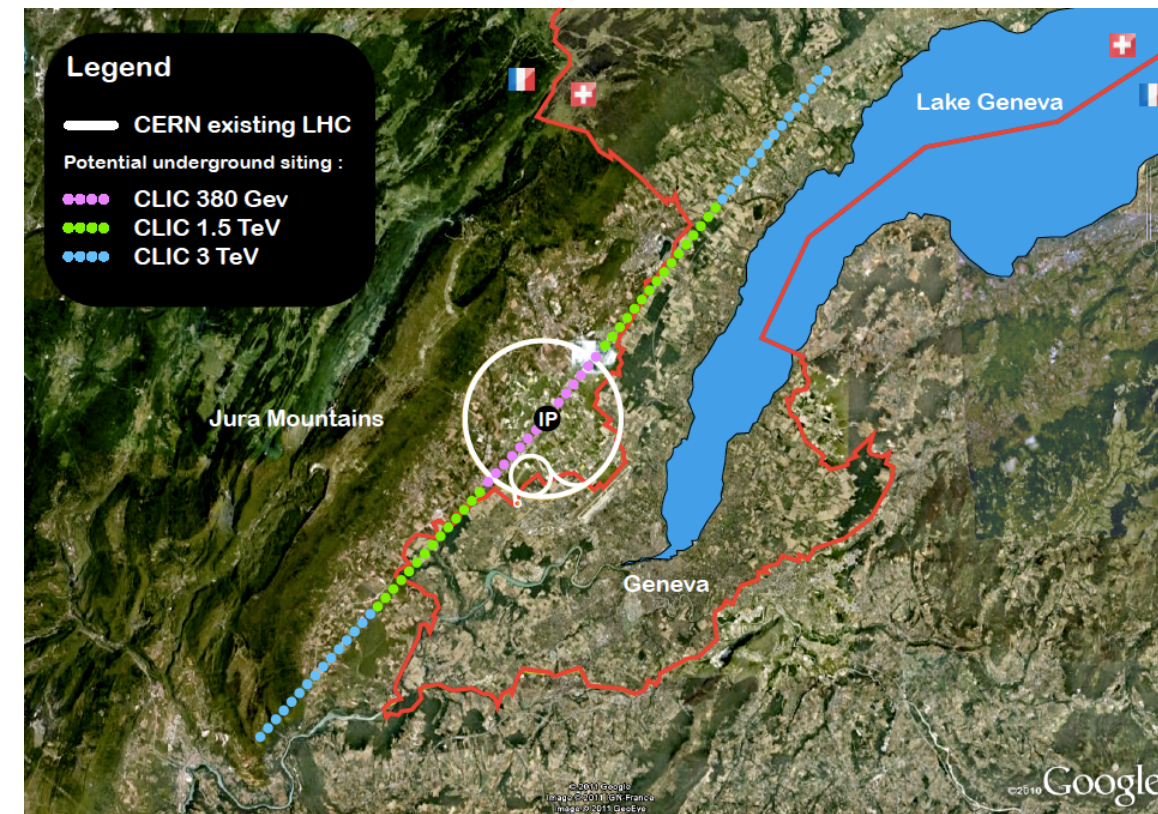 Legend
CERN existing LHC
Potential underground siting :
CLIC 380 Gev
CLIC 1.5 TeV
CLIC 3 TeV
Lake Geneva
Jura Mountains
IP
Geneva
© 2011 Google
Image © 2011 IGN-France
Image © 2011 GeoEye
©2010 Google